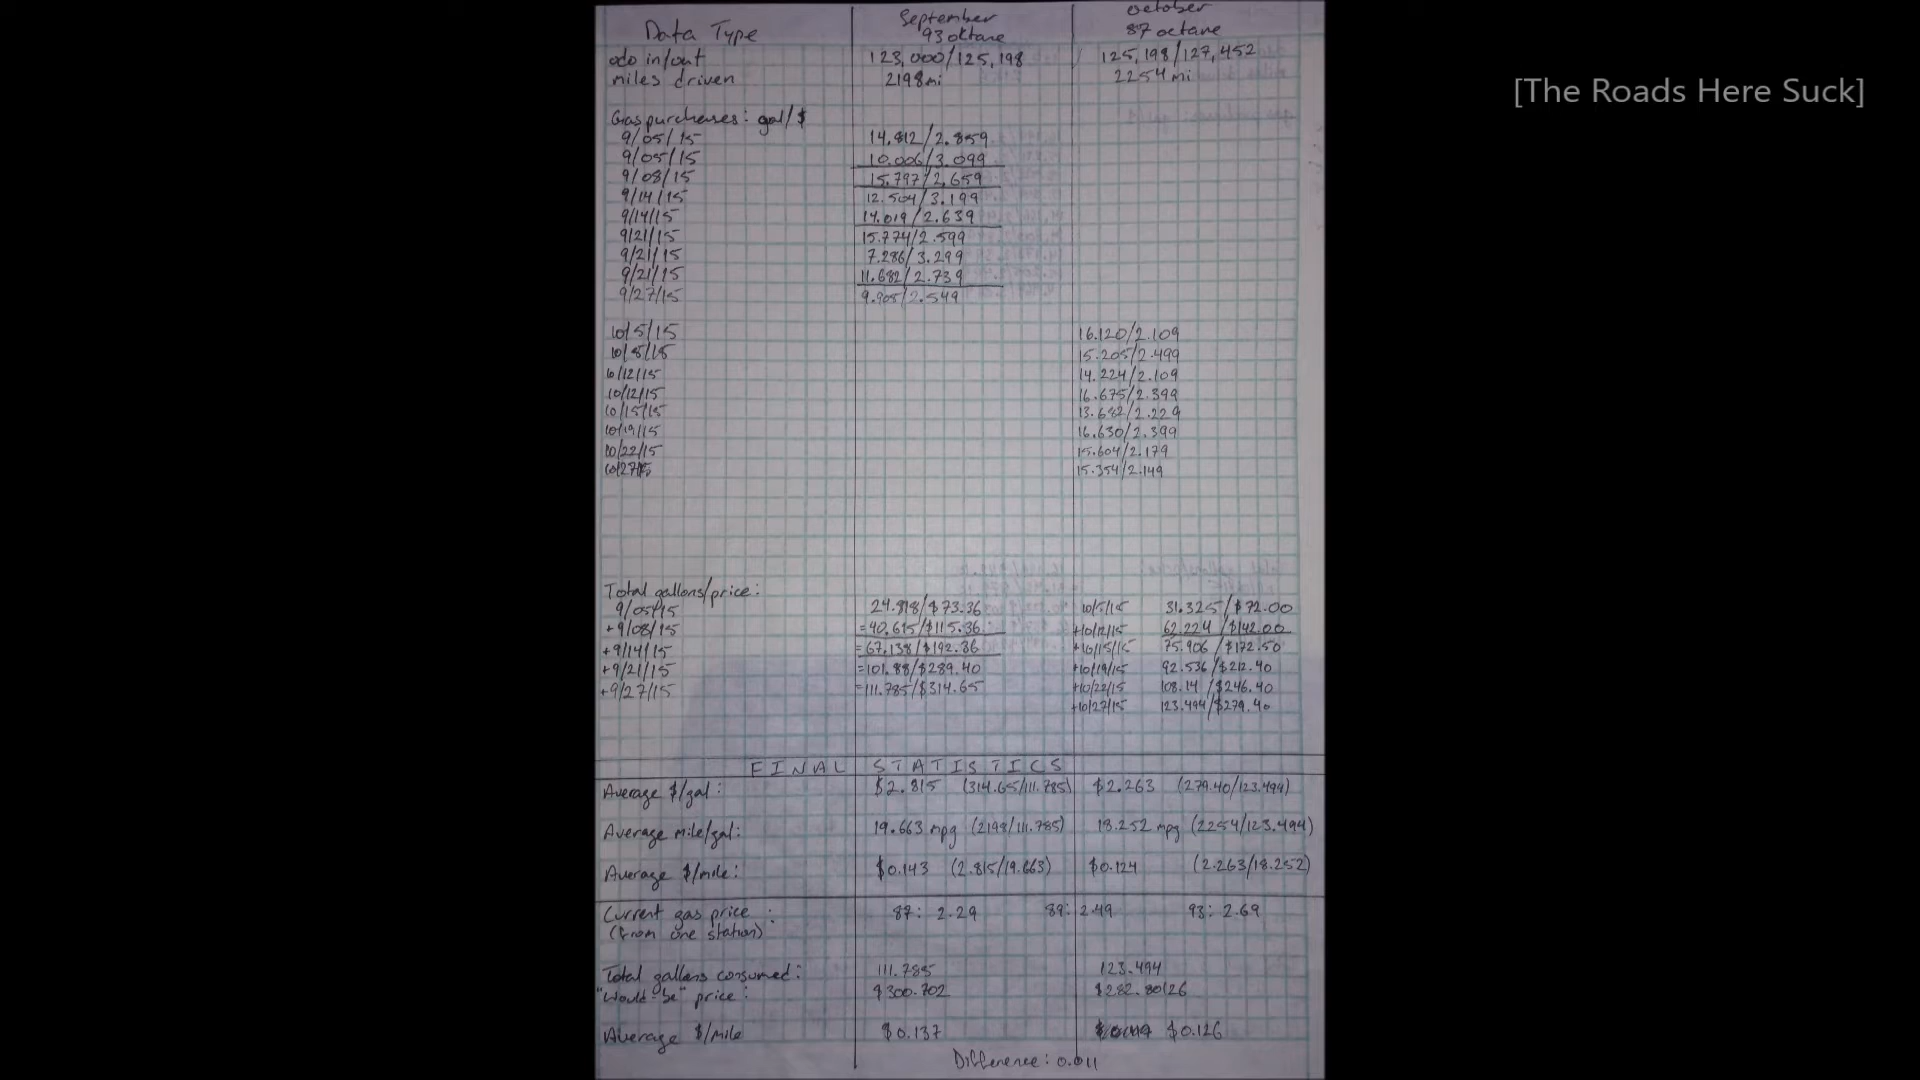 [The Roads Here Suck]
Data Type September 93 oktane October 87 octane
odo in/out 123,000/125,198 125,198/127,452
miles driven 2198mi 2254mi
Gas purchases: gal/$
9/05/15 14.812/2.859
9/05/15 10.006/3.099
9/08/15 15.797/2.659
9/14/15 12.504/3.199
9/14/15 14.019/2.639
9/21/15 15.774/2.599
9/21/15 7.286/3.299
9/21/15 11.682/2.739
9/27/15 9.905/2.549
10/5/15 16.120/2.109
10/5/15 15.205/2.499
10/12/15 14.224/2.109
10/12/15 16.675/2.399
10/15/15 13.682/2.229
10/19/15 16.630/2.399
10/22/15 15.604/2.179
10/27/15 15.354/2.149
Total gallons/price:
9/05/15 24.818/$73.36 10/5/15 31.325/$72.00
+9/08/15 =40.615/$115.36 +10/12/15 62.224/$142.00
+9/14/15 =67.138/$192.36 +10/15/15 75.906/$172.50
+9/21/15 =101.88/$289.40 +10/19/15 92.536/$212.40
+9/27/15 =111.785/$314.65 +10/22/15 108.14/$246.40
+10/27/15 123.494/$279.40
FINAL STATISTICS
Average $/gal: $2.815 (314.65/111.785) $2.263 (279.40/123.494)
Average mile/gal: 19.663 mpg (2198/111.785) 18.252 mpg (2254/123.494)
Average $/mile: $0.143 (2.815/19.663) $0.124 (2.263/18.252)
Current gas price : 87: 2.29 89: 2.49 93: 2.69
(from one station)
Total gallons consumed: 111.785 123.494
"Would-be" price: $300.702 $282.80126
Average $/mile $0.137 $0.126
Difference: 0.011